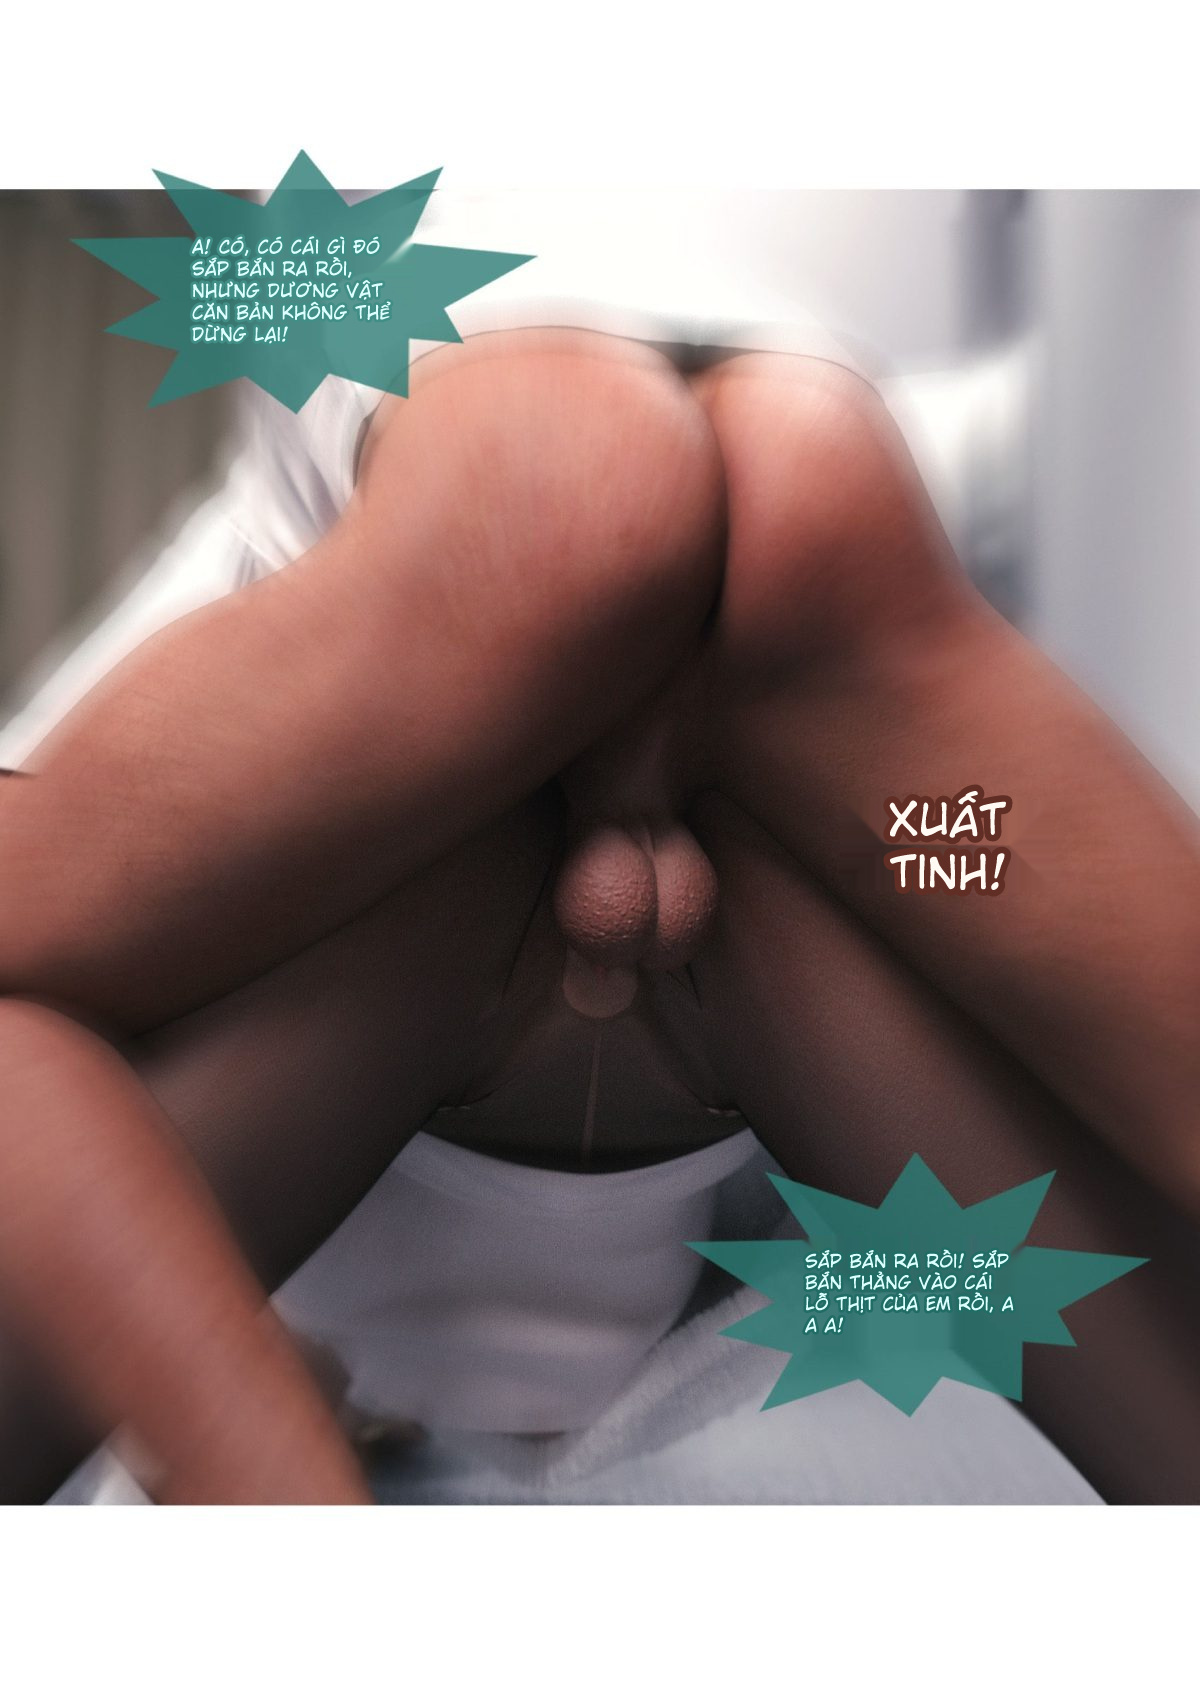 A! CÓ, CÓ CÁI GÌ ĐÓ
SẮP BẮN RA RỒI,
NHƯNG DƯƠNG VẬT
CĂN BẢN KHÔNG THỂ
DỪNG LẠI!
XUẤT
TINH!
SẮP BẮN RA RỒI! SẮP
BẮN THẲNG VÀO CÁI
LỖ THỊT CỦA EM RỒI, A
A A!